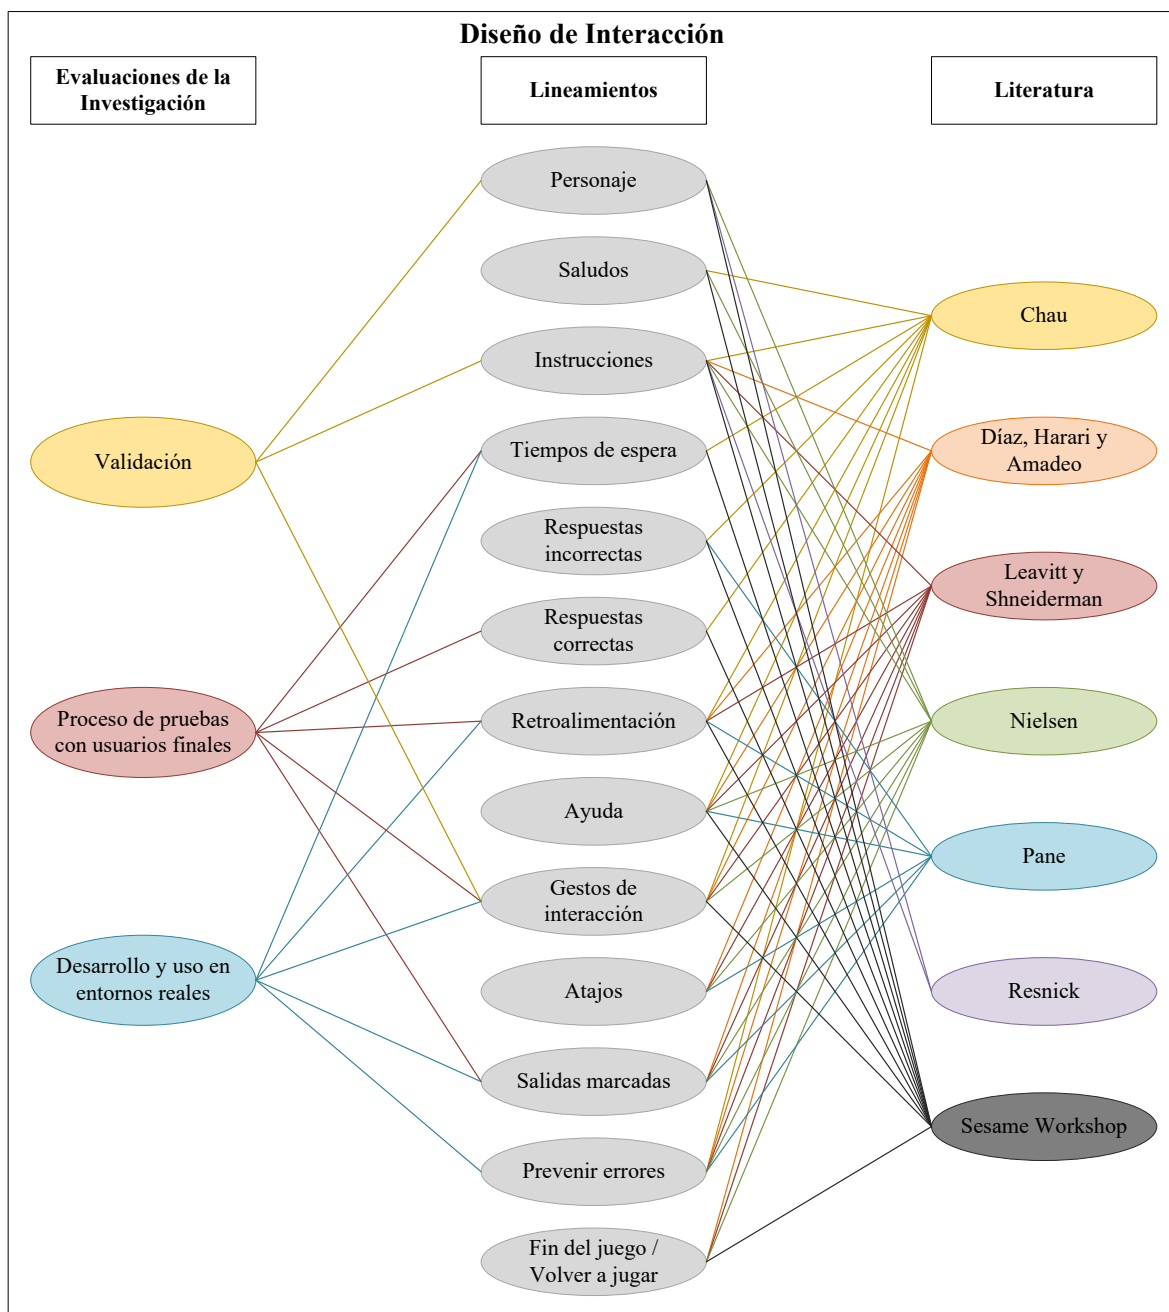 Diseño de Interacción
Evaluaciones de la
Investigación
Lineamientos
Literatura
Personaje
Saludos
Instrucciones
Tiempos de espera
Respuestas
incorrectas
Respuestas
correctas
Retroalimentación
Ayuda
Gestos de
interacción
Atajos
Salidas marcadas
Prevenir errores
Fin del juego /
Volver a jugar
Validación
Proceso de pruebas
con usuarios finales
Desarrollo y uso en
entornos reales
Chau
Díaz, Harari y
Amadeo
Leavitt y
Shneiderman
Nielsen
Pane
Resnick
Sesame Workshop